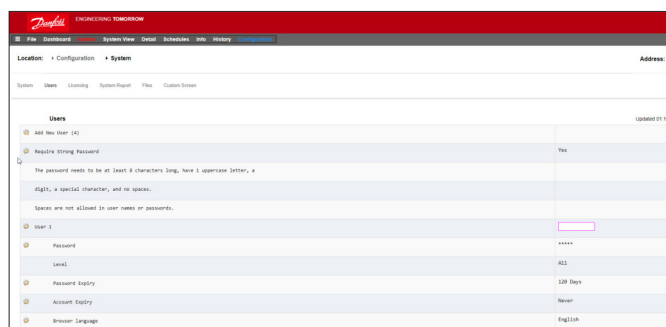 Danfoss ENGINEERING TOMORROW
File Dashboard System View Detail Schedules Info History Configuration
Location: Configuration System Address:
System Users Licensing System Report Files Custom Screen
Users Updated 01:1
Add New User (4)
Require Strong Password Yes
The password needs to be at least 8 characters long, have 1 uppercase letter, a
digit, a special character, and no spaces.
Spaces are not allowed in user names or passwords.
User 1
Password *****
Level All
Password Expiry 120 Days
Account Expiry Never
Browser language English